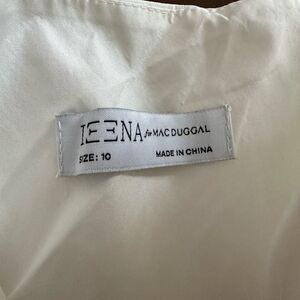 IEENA for MAC DUGGAL
SIZE: 10
MADE IN CHINA